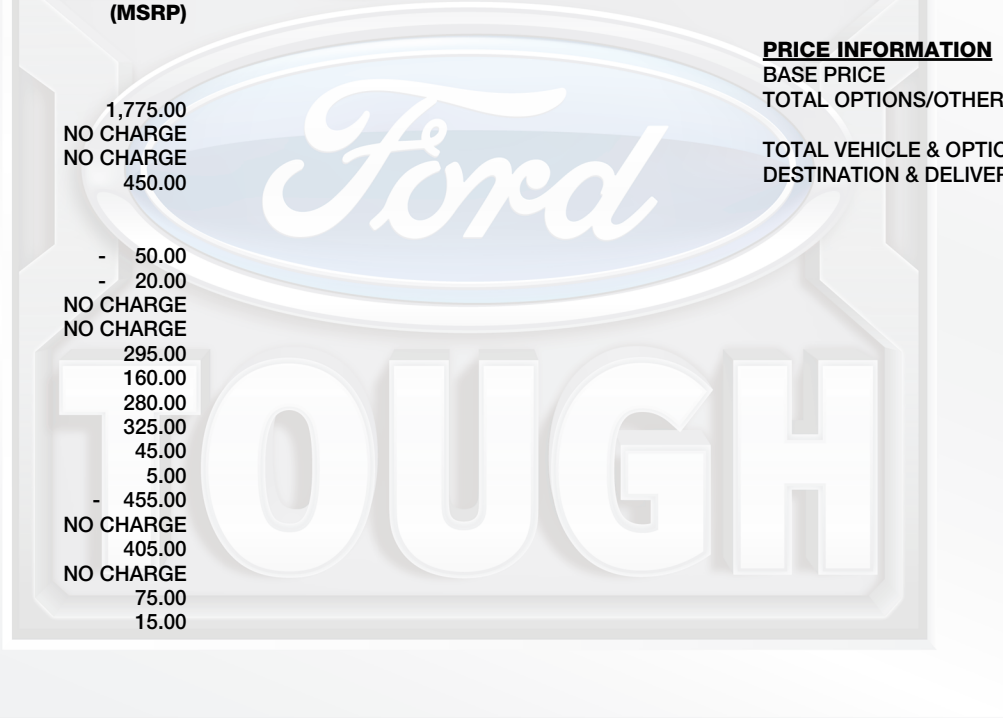 (MSRP)
1,775.00
NO CHARGE
NO CHARGE
450.00
- 50.00
- 20.00
NO CHARGE
NO CHARGE
295.00
160.00
280.00
325.00
45.00
5.00
- 455.00
NO CHARGE
405.00
NO CHARGE
75.00
15.00
PRICE INFORMATION
BASE PRICE
TOTAL OPTIONS/OTHER
TOTAL VEHICLE & OPTIO
DESTINATION & DELIVER
Ford
TOUGH